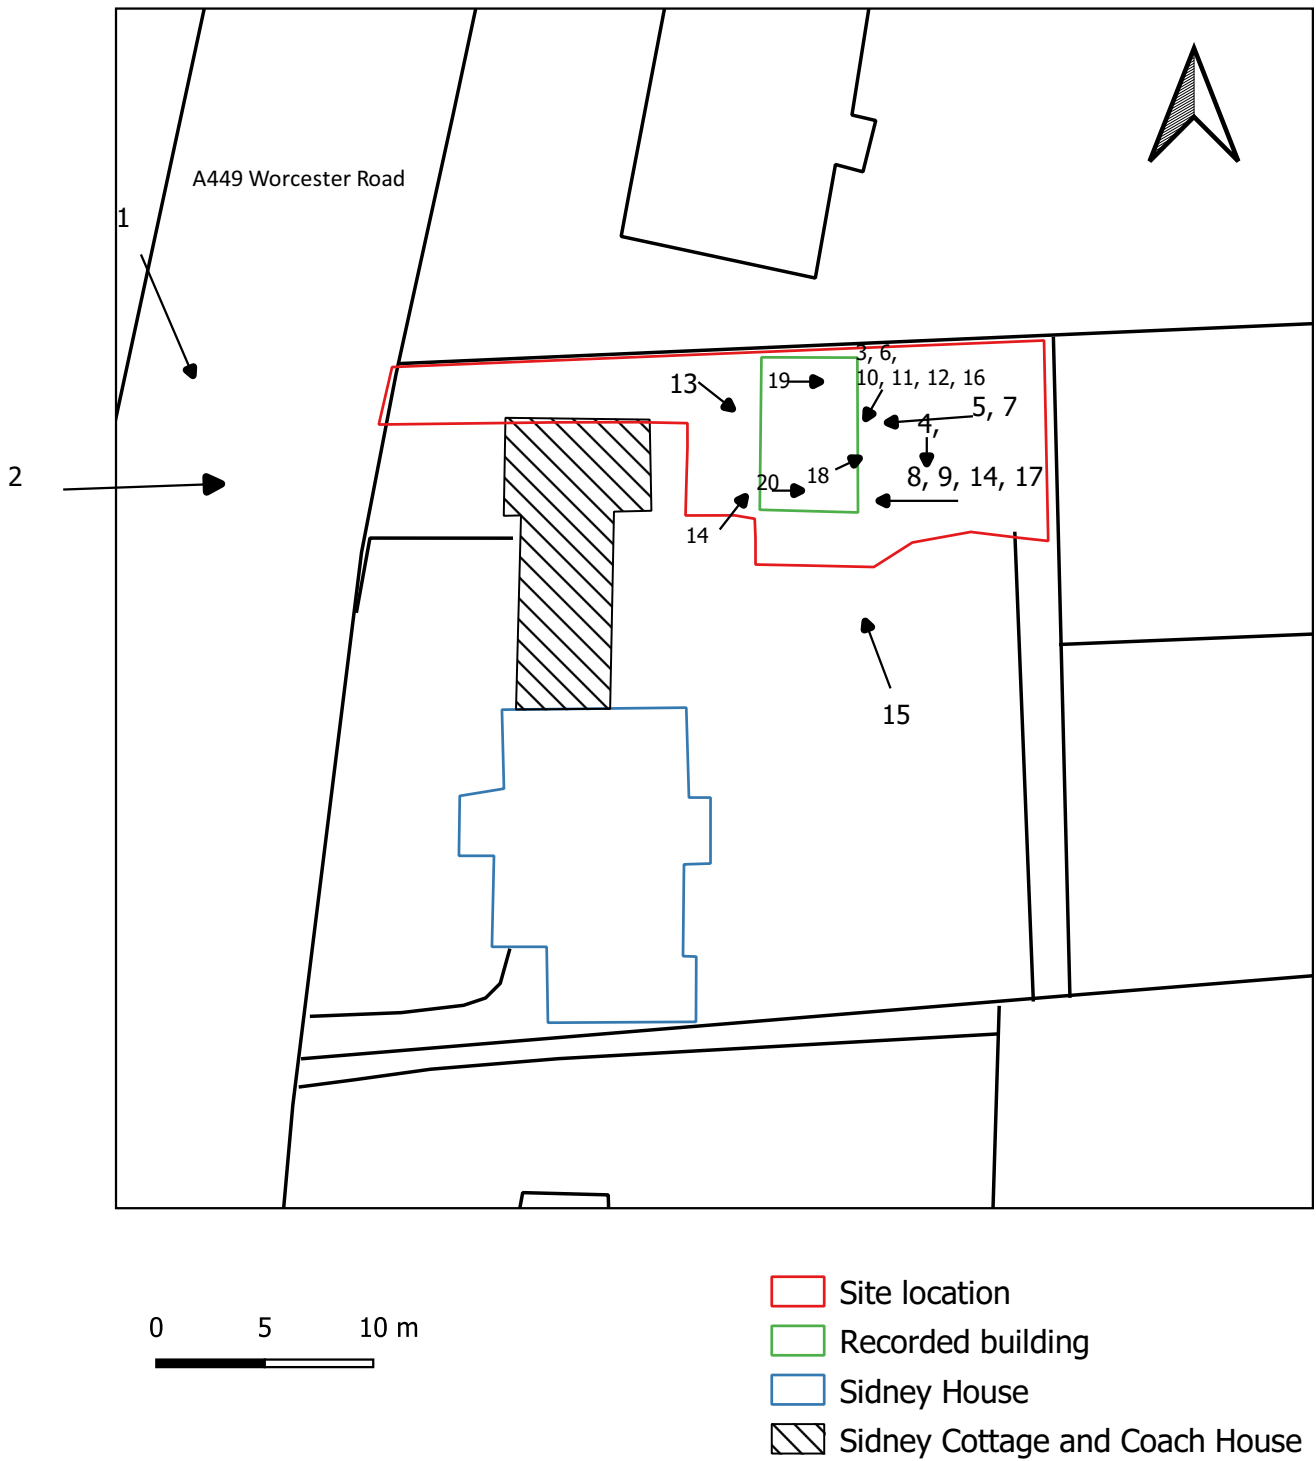 A449 Worcester Road
1
3, 6,
19
10, 11, 12, 16
13
5, 7
4,
2
20
18
8, 9, 14, 17
14
15
0 5 10 m
Site location
Recorded building
Sidney House
Sidney Cottage and Coach House